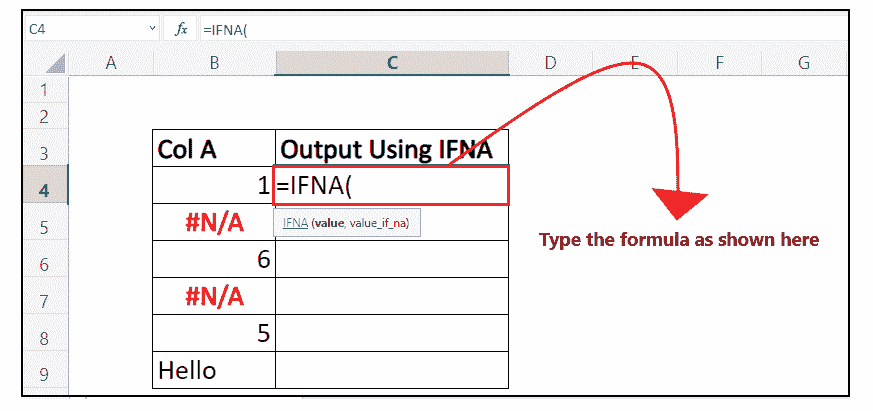 C4 fx =IFNA(
A B C D E F G
1
2
3 Col A Output Using IFNA
4 1 =IFNA(
5 #N/A IFNA (value, value_if_na)
Type the formula as shown here
6 6
7 #N/A
8 5
9 Hello